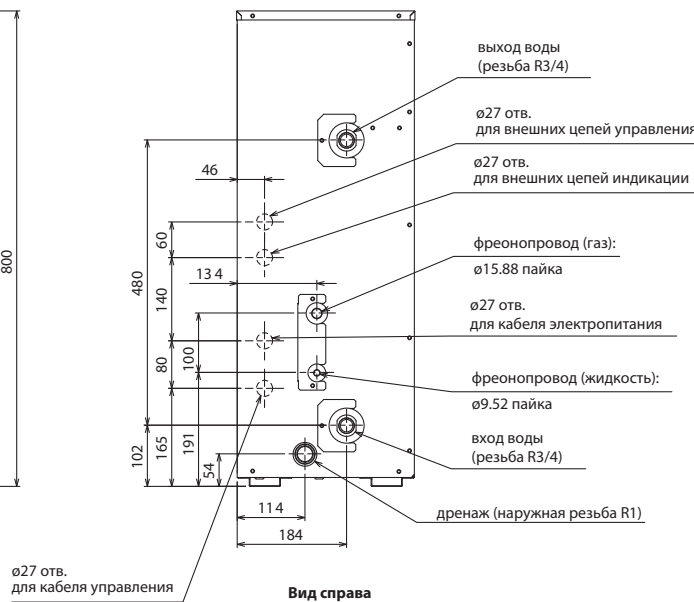 выход воды
(резьба R3/4)
ø27 отв.
для внешних цепей управления
46
ø27 отв.
для внешних цепей индикации
60
800
480
фреонопровод (газ):
134
ø15.88 пайка
140
ø27 отв.
для кабеля электропитания
100
80
фреонопровод (жидкость):
ø9.52 пайка
вход воды
(резьба R3/4)
102
165
191
54
114
дренаж (наружная резьба R1)
184
ø27 отв.
для кабеля управления
Вид справа